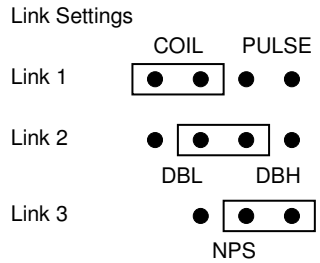 Link Settings
COIL PULSE
Link 1
Link 2
DBL DBH
Link 3
NPS